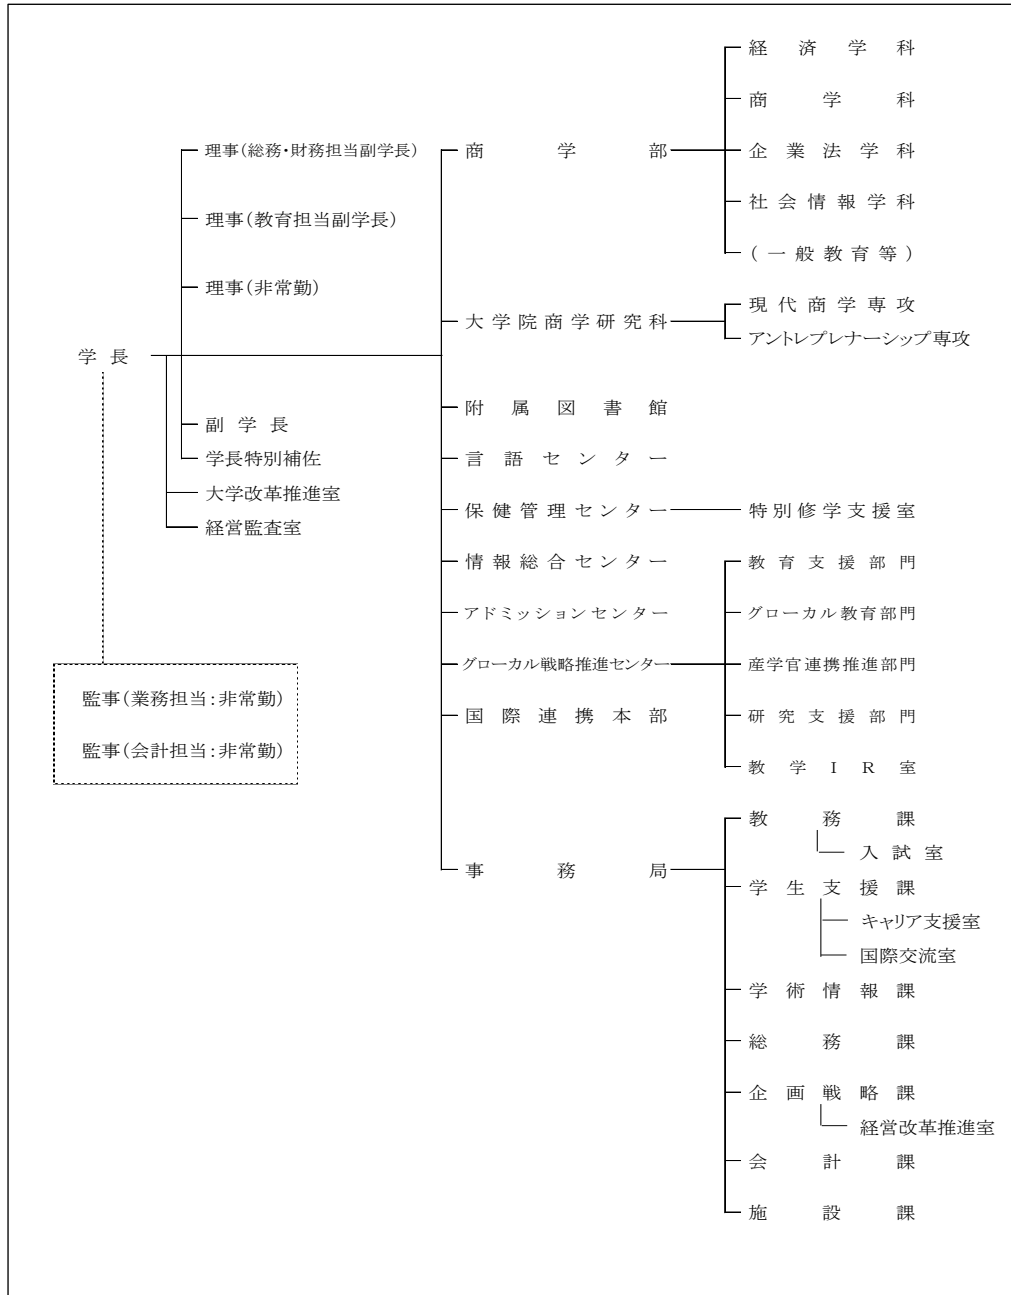 経済学科
商学科
理事(総務・財務担当副学長)
商学部
企業法学科
社会情報学科
理事(教育担当副学長)
(一般教育等)
理事(非常勤)
現代商学専攻
大学院商学研究科
アントレプレナーシップ専攻
学長
附属図書館
副学長
学長特別補佐
言語センター
大学改革推進室
保健管理センター
特別修学支援室
経営監査室
情報総合センター
教育支援部門
アドミッションセンター
グローカル教育部門
グローカル戦略推進センター
産学官連携推進部門
監事(業務担当:非常勤)
国際連携本部
研究支援部門
監事(会計担当:非常勤)
教学IR室
教務課
入試室
事務局
学生支援課
キャリア支援室
国際交流室
学術情報課
総務課
企画戦略課
経営改革推進室
会計課
施設課